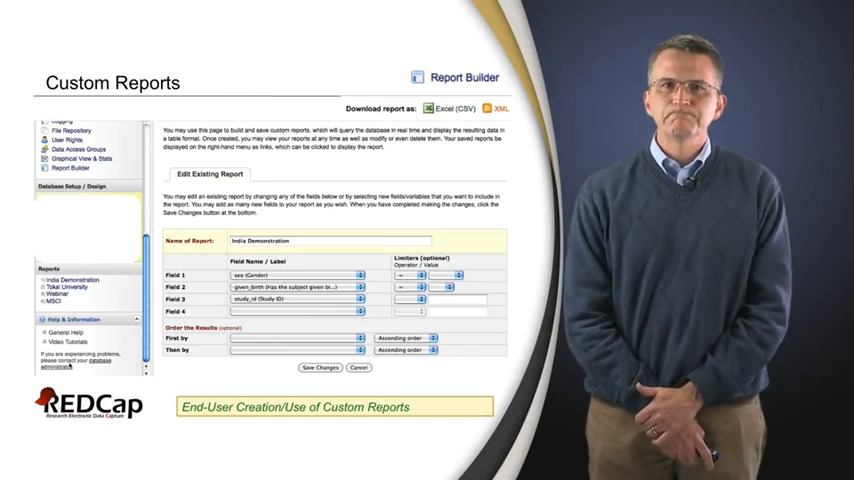 Custom Reports
Report Builder
Download report as: Excel (CSV) XML
Logging
File Repository
User Rights
Data Access Groups
Graphical View & Stats
Report Builder
Database Setup / Design
Reports
India Demonstration
Tokai University
Webinar
MSCI
Help & Information
General Help
Video Tutorials
If you are experiencing problems,
please contact your database
administrator.
You may use this page to build and save custom reports, which will query the database in real time and display the resulting data in
a table format. Once created, you may view your reports at any time as well as modify or even delete them. Your saved reports be
displayed on the right-hand menu as links, which can be clicked to display the report.
Edit Existing Report
You may edit an existing report by changing any of the fields below or by selecting new fields/variables that you want to include in
the report. You may add as many new fields to your report as you wish. When you have completed making the changes, click the
Save Changes button at the bottom.
Name of Report: India Demonstration
Field Name / Label Limiters (optional)
Operator / Value
Field 1 sex (Gender) =
Field 2 given_birth (Has the subject given bi...) =
Field 3 study_id (Study ID)
Field 4
Order the Results (optional)
First by Ascending order
Then by Ascending order
Save Changes Cancel
REDCap
Research Electronic Data Capture
End-User Creation/Use of Custom Reports